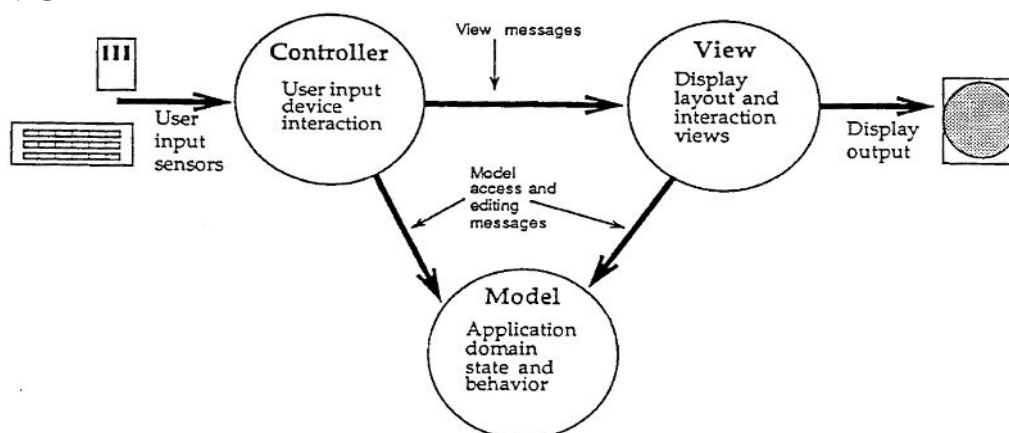 View messages
Controller
User input
device
interaction
View
Display
layout and
interaction
views
User
input
sensors
Display
output
Model
access and
editing
messages
Model
Application
domain
state and
behavior